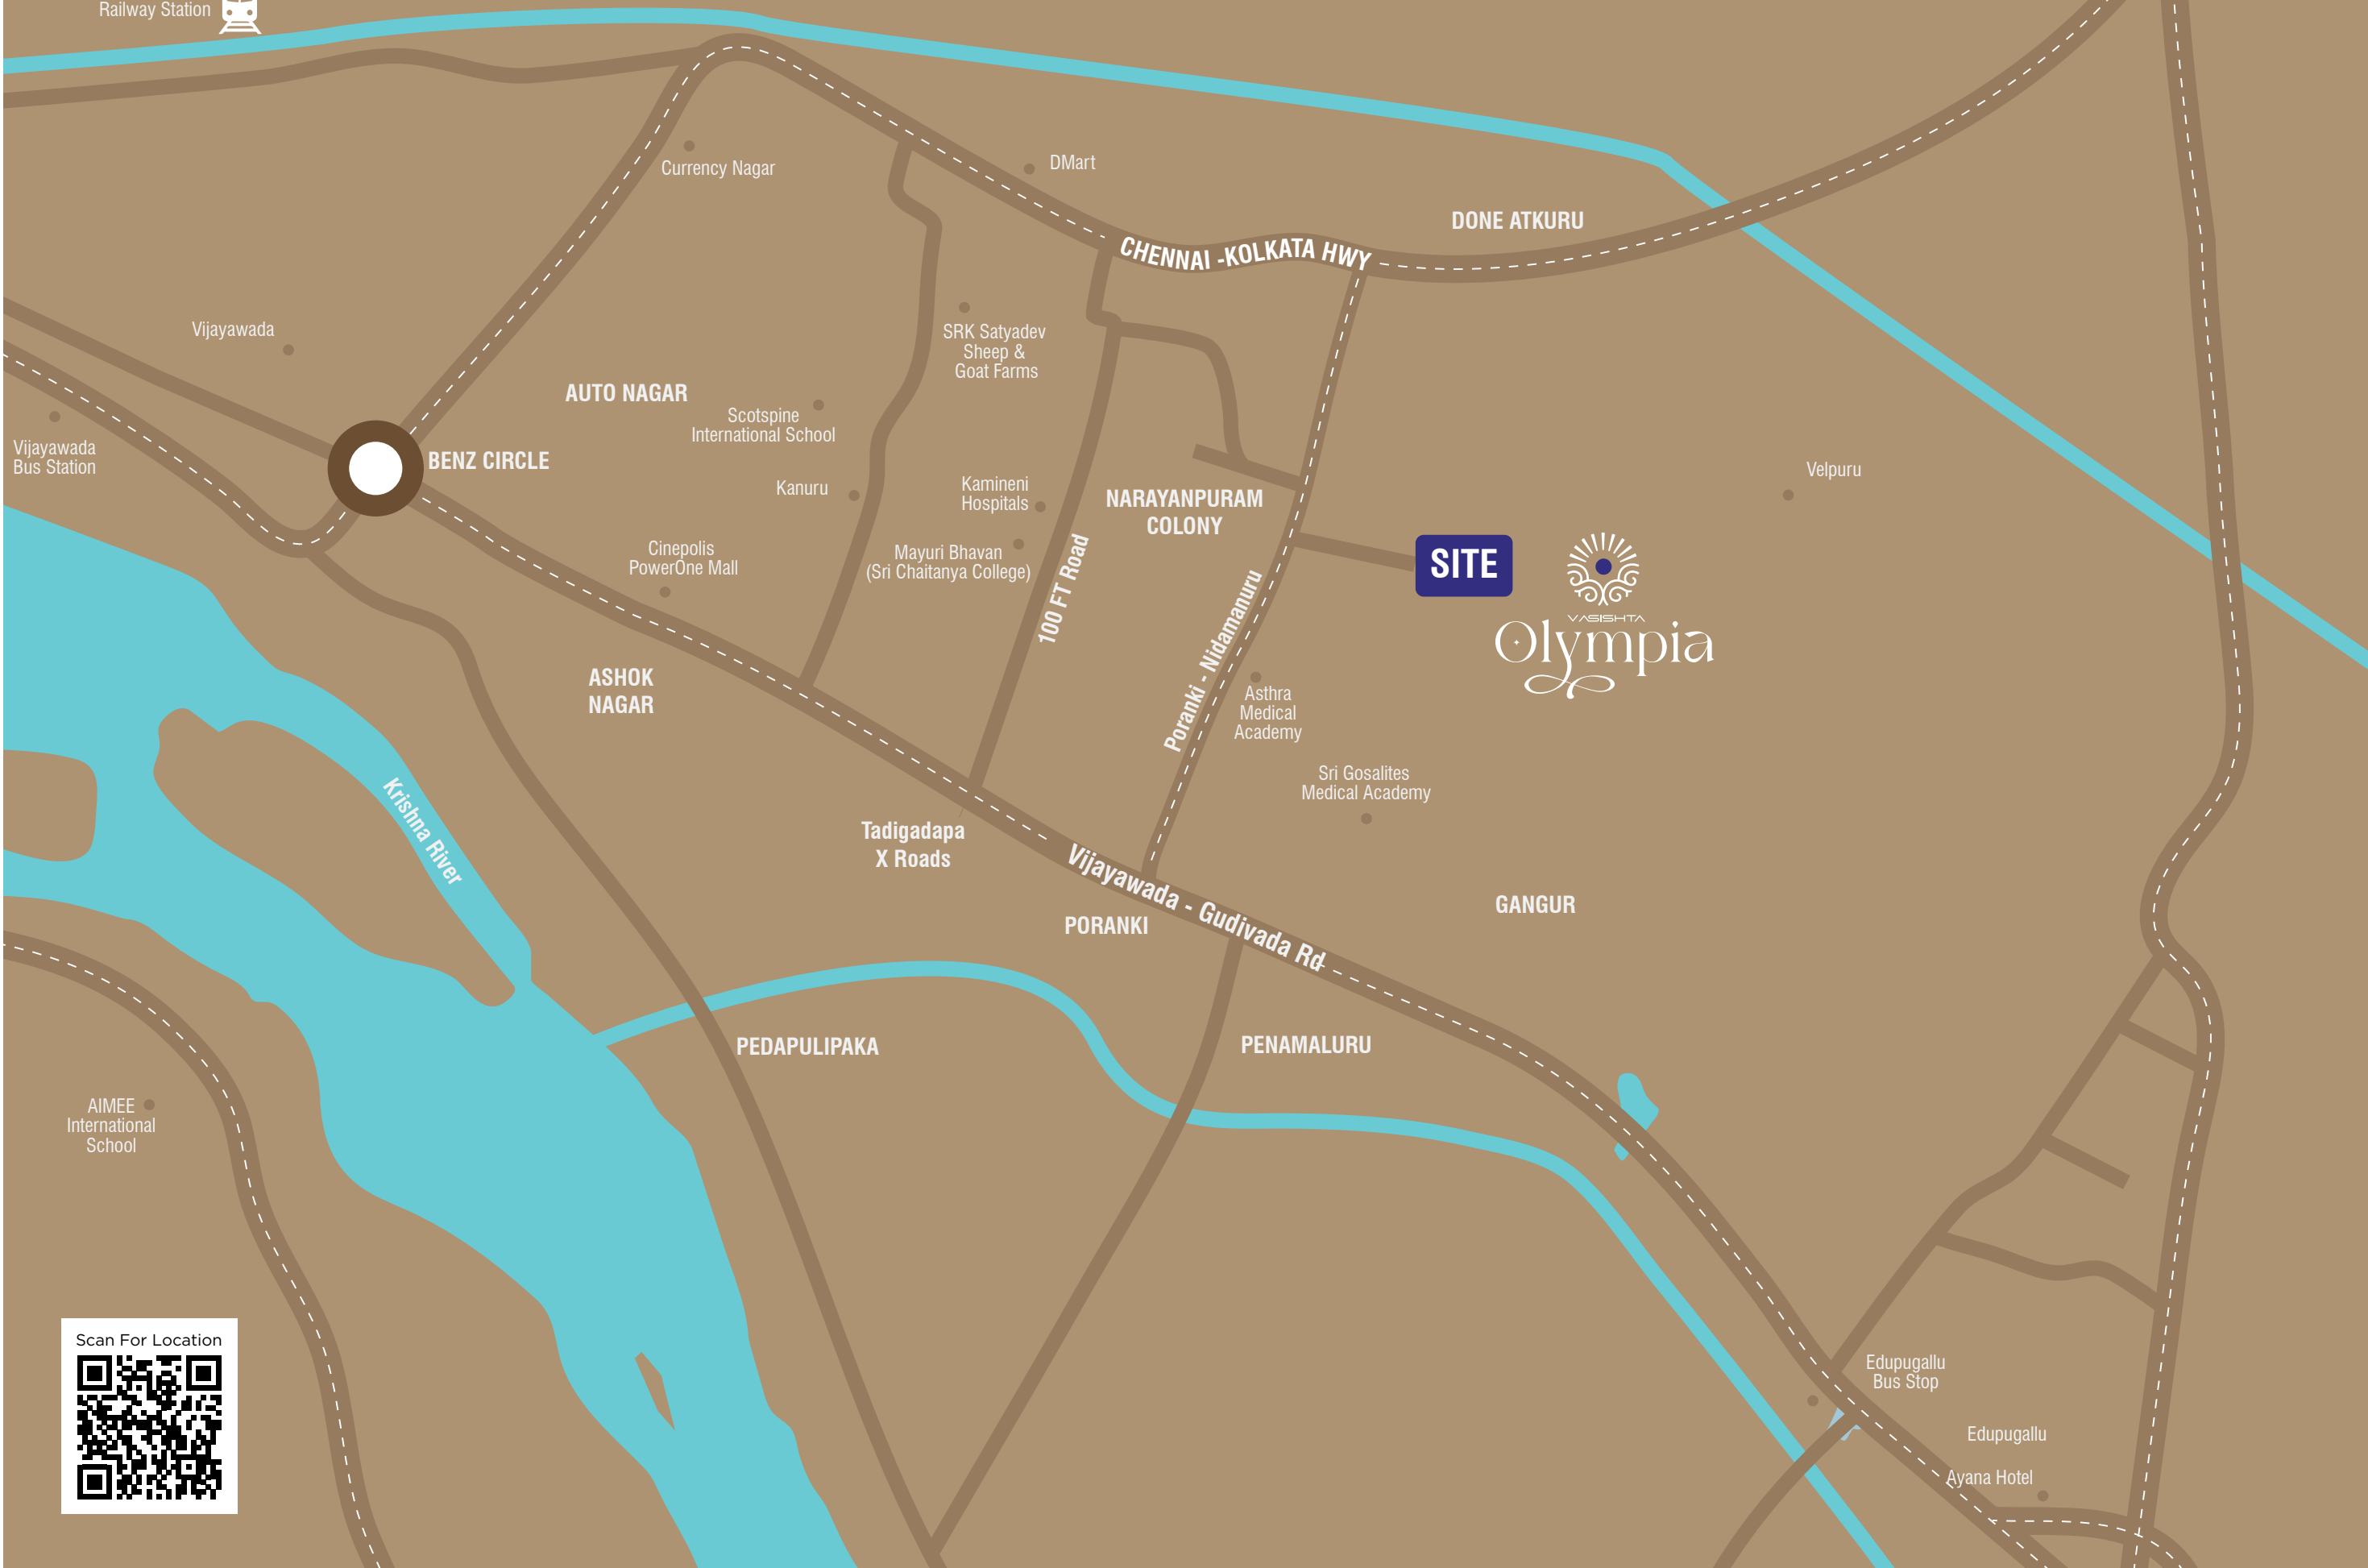 Railway Station
Currency Nagar
DMart
DONE ATKURU
CHENNAI -KOLKATA HWY
Vijayawada
SRK Satyadev
Sheep &
Goat Farms
AUTO NAGAR
Scotspine
International School
Vijayawada
Bus Station
BENZ CIRCLE
Kanuru
Kamineni
Hospitals
NARAYANPURAM
COLONY
Velpuru
Cinepolis
PowerOne Mall
Mayuri Bhavan
(Sri Chaitanya College)
100 FT Road
Poranki - Nidamanuru
SITE
VASISHTA
Olympia
ASHOK
NAGAR
Asthra
Medical
Academy
Krishna River
Sri Gosalites
Medical Academy
Tadigadapa
X Roads
Vijayawada - Gudivada Rd
PORANKI
GANGUR
PEDAPULIPAKA
PENAMALURU
AIMEE
International
School
Scan For Location
Edupugallu
Bus Stop
Edupugallu
Ayana Hotel